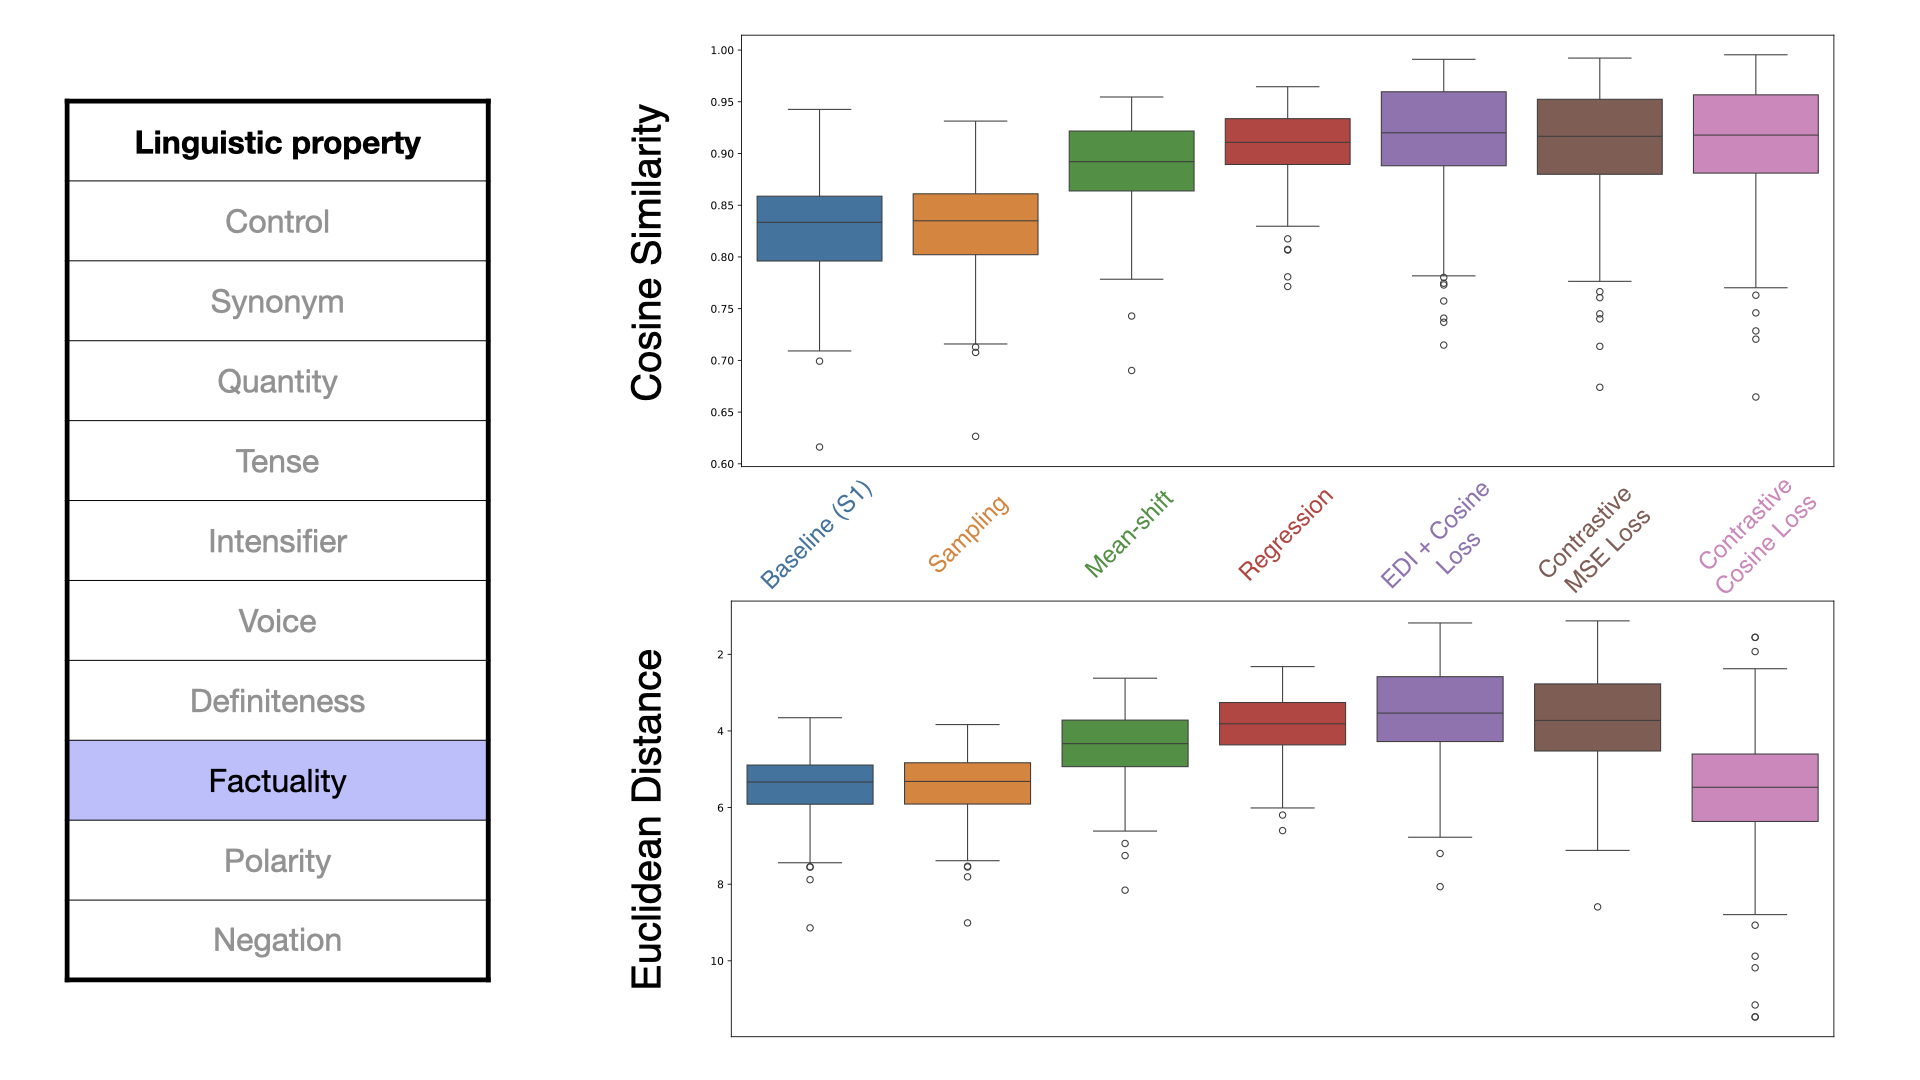 Linguistic property
Control
Synonym
Quantity
Tense
Intensifier
Voice
Definiteness
Factuality
Polarity
Negation
Cosine Similarity
1.00
0.95
0.90
0.85
0.80
0.75
0.70
0.65
0.60
Baseline (S1)
Sampling
Mean-shift
Regression
EDI + Cosine
Loss
Contrastive
MSE Loss
Contrastive
Cosine Loss
Euclidean Distance
2
4
6
8
10